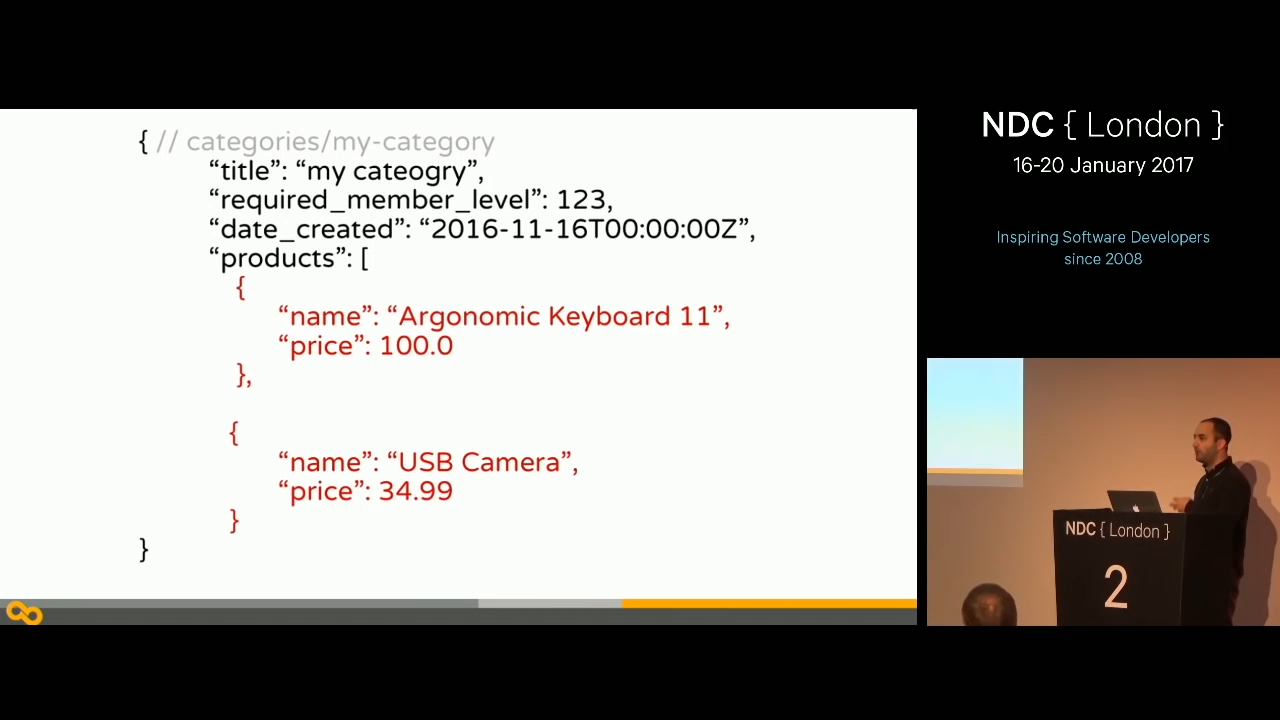 { // categories/my-category
“title”: “my cateogry”,
“required_member_level”: 123,
“date_created”: “2016-11-16T00:00:00Z”,
“products”: [
{
“name”: “Argonomic Keyboard 11”,
“price”: 100.0
},
{
“name”: “USB Camera”,
“price”: 34.99
}
}
NDC { London }
16-20 January 2017
Inspiring Software Developers
since 2008
NDC { London }
2